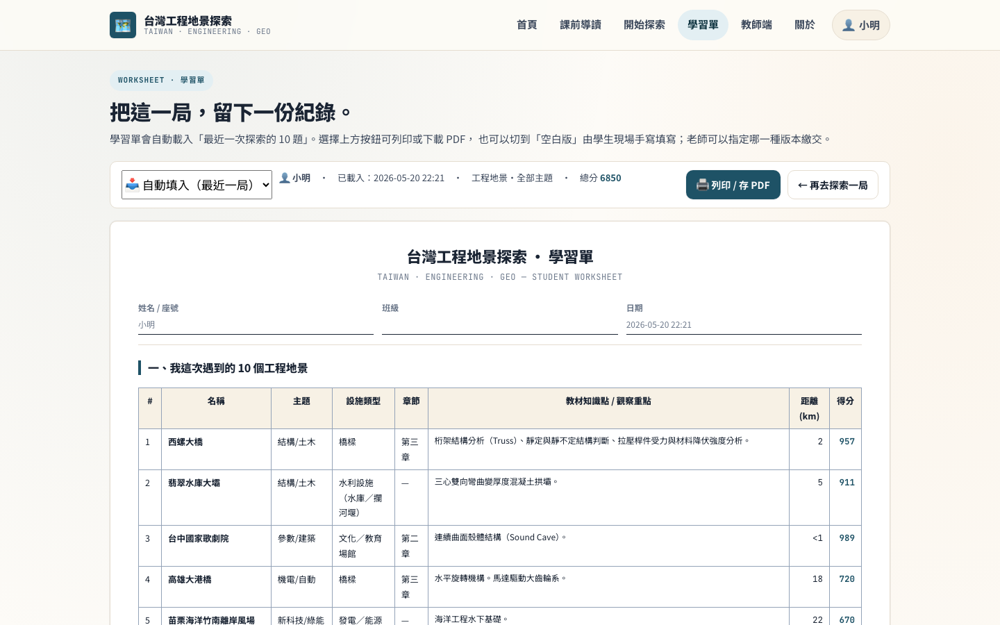 台灣工程地景探索
TAIWAN · ENGINEERING · GEO
首頁
課前導讀
開始探索
學習單
教師端
關於
小明
WORKSHEET · 學習單
把這一局，留下一份紀錄。
學習單會自動載入「最近一次探索的 10 題」。選擇上方按鈕可列印或下載 PDF， 也可以切到「空白版」由學生現場手寫填寫；老師可以指定哪一種版本繳交。
自動填入（最近一局）
小明 • 已載入：2026-05-20 22:21 • 工程地景・全部主題 • 總分 6850
列印 / 存 PDF
← 再去探索一局
台灣工程地景探索 • 學習單
TAIWAN · ENGINEERING · GEO — STUDENT WORKSHEET
姓名 / 座號
小明
班級
日期
2026-05-20 22:21
一、我這次遇到的 10 個工程地景
# 名稱 主題 設施類型 章節 教材知識點 / 觀察重點 距離 得分
(km)
1 西螺大橋 結構/土木 橋樑 第三 桁架結構分析（Truss）、靜定與靜不定結構判斷、拉壓桿件受力與材料降伏強度分析。 2 957
章
2 翡翠水庫大壩 結構/土木 水利設施 — 三心雙向彎曲變厚度混凝土拱壩。 5 911
（水庫／攔
河堰）
3 台中國家歌劇院 參數/建築 文化／教育 第二 連續曲面殼體結構（Sound Cave）。 <1 989
場館 章
4 高雄大港橋 機電/自動 橋樑 第三 水平旋轉機構。馬達驅動大齒輪系。 18 720
章
5 苗栗海洋竹南離岸風場 新科技/綠能 發電／能源 — 海洋工程水下基礎。 22 670